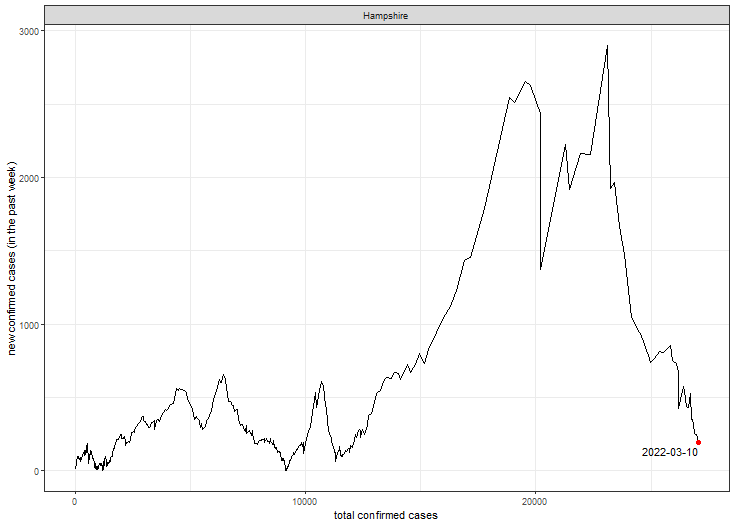 Hampshire
new confirmed cases (in the past week)
3000
2000
1000
0
2022-03-10
0
10000
20000
total confirmed cases